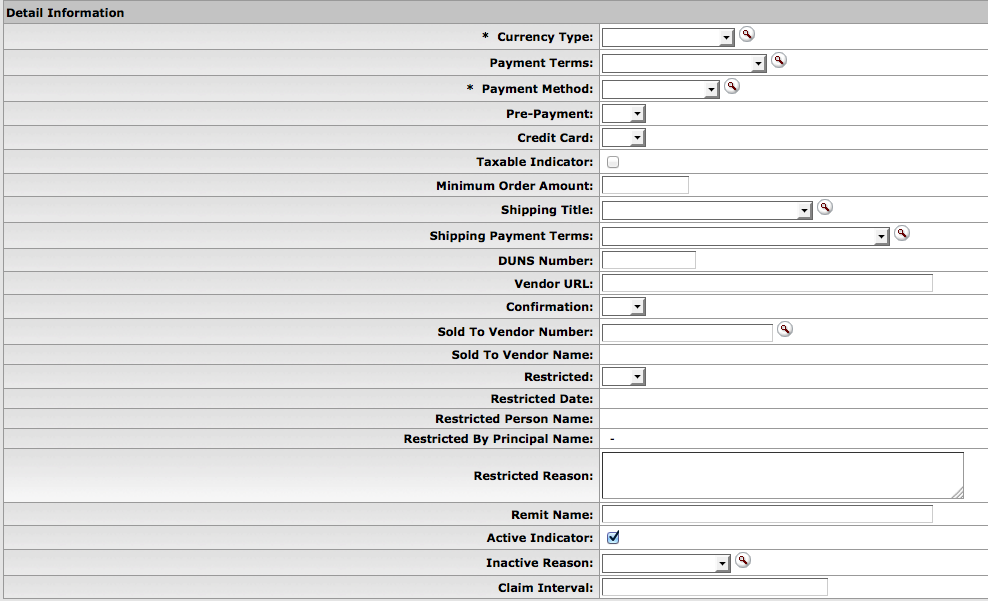 Detail Information
* Currency Type:
Payment Terms:
* Payment Method:
Pre-Payment:
Credit Card:
Taxable Indicator:
Minimum Order Amount:
Shipping Title:
Shipping Payment Terms:
DUNS Number:
Vendor URL:
Confirmation:
Sold To Vendor Number:
Sold To Vendor Name:
Restricted:
Restricted Date:
Restricted Person Name:
Restricted By Principal Name: -
Restricted Reason:
Remit Name:
Active Indicator:
Inactive Reason:
Claim Interval: